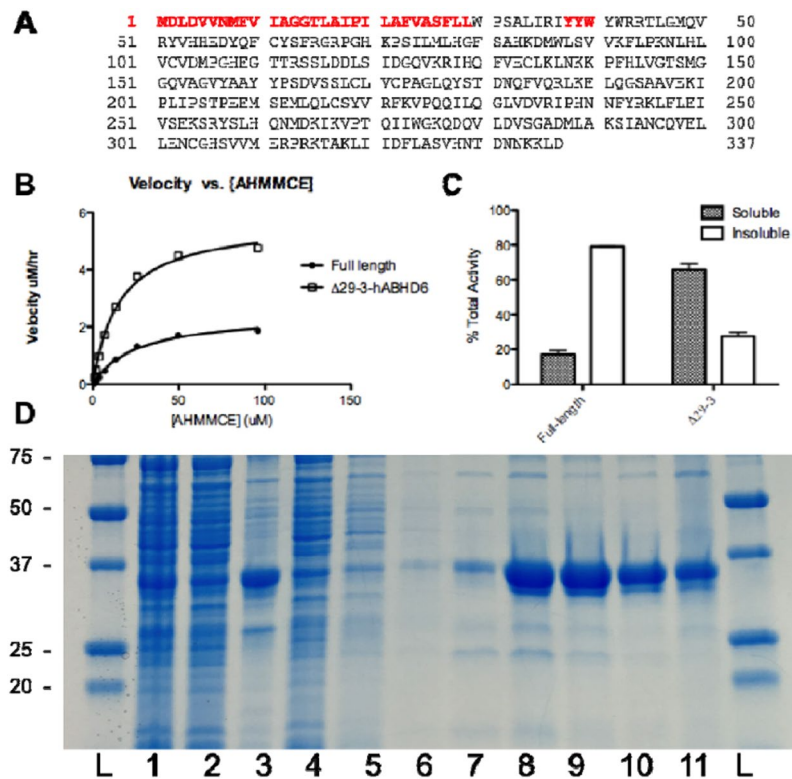 A
1 MDLDVVNMFV IAGGTLAIPI LAFVASFLLW PSALIRIYYW YWRRTLGMQV 50
51 RYVHHEDYQF CYSFRGRPGH KPSILMLHGF SAHKDMWLSV VKFLPKNLHL 100
101 VCVDMPGHEG TTRSSLDDLS IDGQVKRIHQ FVECLKLNKK PFHLVGTSMG 150
151 GQVAGVYAAY YPSDVSSLCL VCPAGLQYST DNQFVQRLKE LQGSAAVEKI 200
201 PLIPSTPEEM SEMLQLCSYV RFKVPQQILQ GLVDVRIPHN NFYRKLFLEI 250
251 VSEKSRYSLH QNMDKIKVPT QIIWGKQDQV LDVSGADMLA KSIANCQVEL 300
301 LENCGHSVVM ERPRKTAKLI IDFLASVHNT DNNKKLD 337
B
Velocity vs. [AHMMCE]
Velocity uM/hr
6
4
2
0
0 50 100 150
[AHMMCE] (uM)
Full length
Δ29-3-hABHD6
C
Soluble
Insoluble
% Total Activity
100
80
60
40
20
0
Full-length
Δ29-3
D
75 -
50 -
37 -
25 -
20 -
L 1 2 3 4 5 6 7 8 9 10 11 L